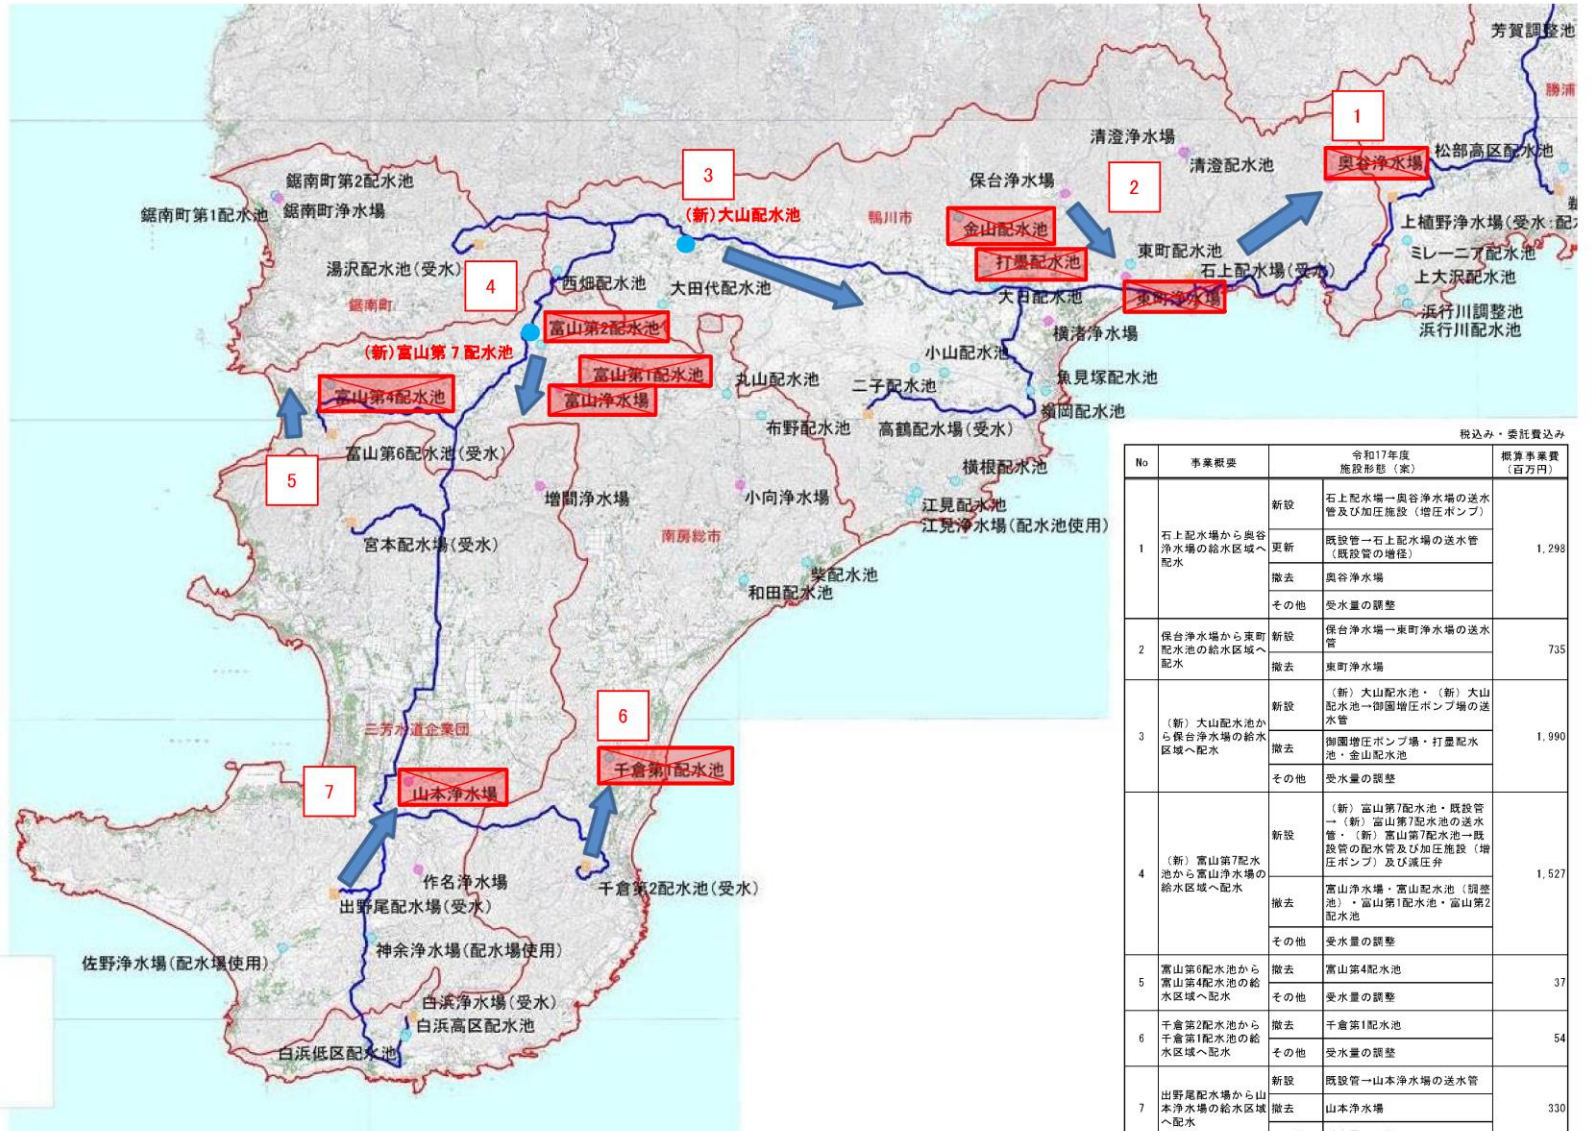 芳賀調整池
勝浦
1
清澄浄水場
奥谷浄水場
松部高区配水池
清澄配水池
3
鋸南町第2配水池
保台浄水場
2
鋸南町第1配水池
鋸南町浄水場
(新)大山配水池
鴨川市
金山配水池
上植野浄水場(受水:配
東町配水池
ミレーニア配水池
湯沢配水池(受水)
打墨配水池
石上配水場(受水)
4
西畑配水池
上大沢配水池
大田代配水池
大日配水池
東町浄水場
鋸南町
浜行川調整池
浜行川配水池
富山第2配水池
横渚浄水場
(新)富山第7配水池
小山配水池
富山第1配水池
丸山配水池
二子配水池
魚見塚配水池
富山第4配水池
富山浄水場
嶺岡配水池
布野配水池
高鶴配水場(受水)
富山第6配水池(受水)
5
横根配水池
増間浄水場
小向浄水場
江見配水池
江見浄水場(配水池使用)
宮本配水場(受水)
南房総市
柴配水池
和田配水池
6
三芳水道企業団
千倉第1配水池
7
山本浄水場
作名浄水場
千倉第2配水池(受水)
出野尾配水場(受水)
佐野浄水場(配水場使用)
神余浄水場(配水場使用)
白浜浄水場(受水)
白浜高区配水池
白浜低区配水池
税込み・委託費込み
No 事業概要 令和17年度 概算事業費
施設形態（案） （百万円）
1
石上配水場から奥谷
浄水場の給水区域へ
配水
新設 石上配水場→奥谷浄水場の送水
管及び加圧施設（増圧ポンプ）
更新 既設管→石上配水場の送水管
（既設管の増径）
撤去 奥谷浄水場
その他 受水量の調整
1,298
2
保台浄水場から東町
配水池の給水区域へ
配水
新設 保台浄水場→東町浄水場の送水
管
撤去 東町浄水場
735
3
（新）大山配水池か
ら保台浄水場の給水
区域へ配水
新設 （新）大山配水池・（新）大山
配水池→御園増圧ポンプ場の送
水管
撤去 御園増圧ポンプ場・打墨配水
池・金山配水池
その他 受水量の調整
1,990
4
（新）富山第7配水
池から富山浄水場の
給水区域へ配水
新設 （新）富山第7配水池・既設管
→（新）富山第7配水池の送水
管・（新）富山第7配水池→既
設管の配水管及び加圧施設（増
圧ポンプ）及び減圧弁
撤去 富山浄水場・富山配水池（調整
池）・富山第1配水池・富山第2
配水池
その他 受水量の調整
1,527
5
富山第6配水池から
富山第4配水池の給
水区域へ配水
撤去 富山第4配水池
その他 受水量の調整
37
6
千倉第2配水池から
千倉第1配水池の給
水区域へ配水
撤去 千倉第1配水池
その他 受水量の調整
54
7
出野尾配水場から山
本浄水場の給水区域
へ配水
新設 既設管→山本浄水場の送水管
撤去 山本浄水場
330